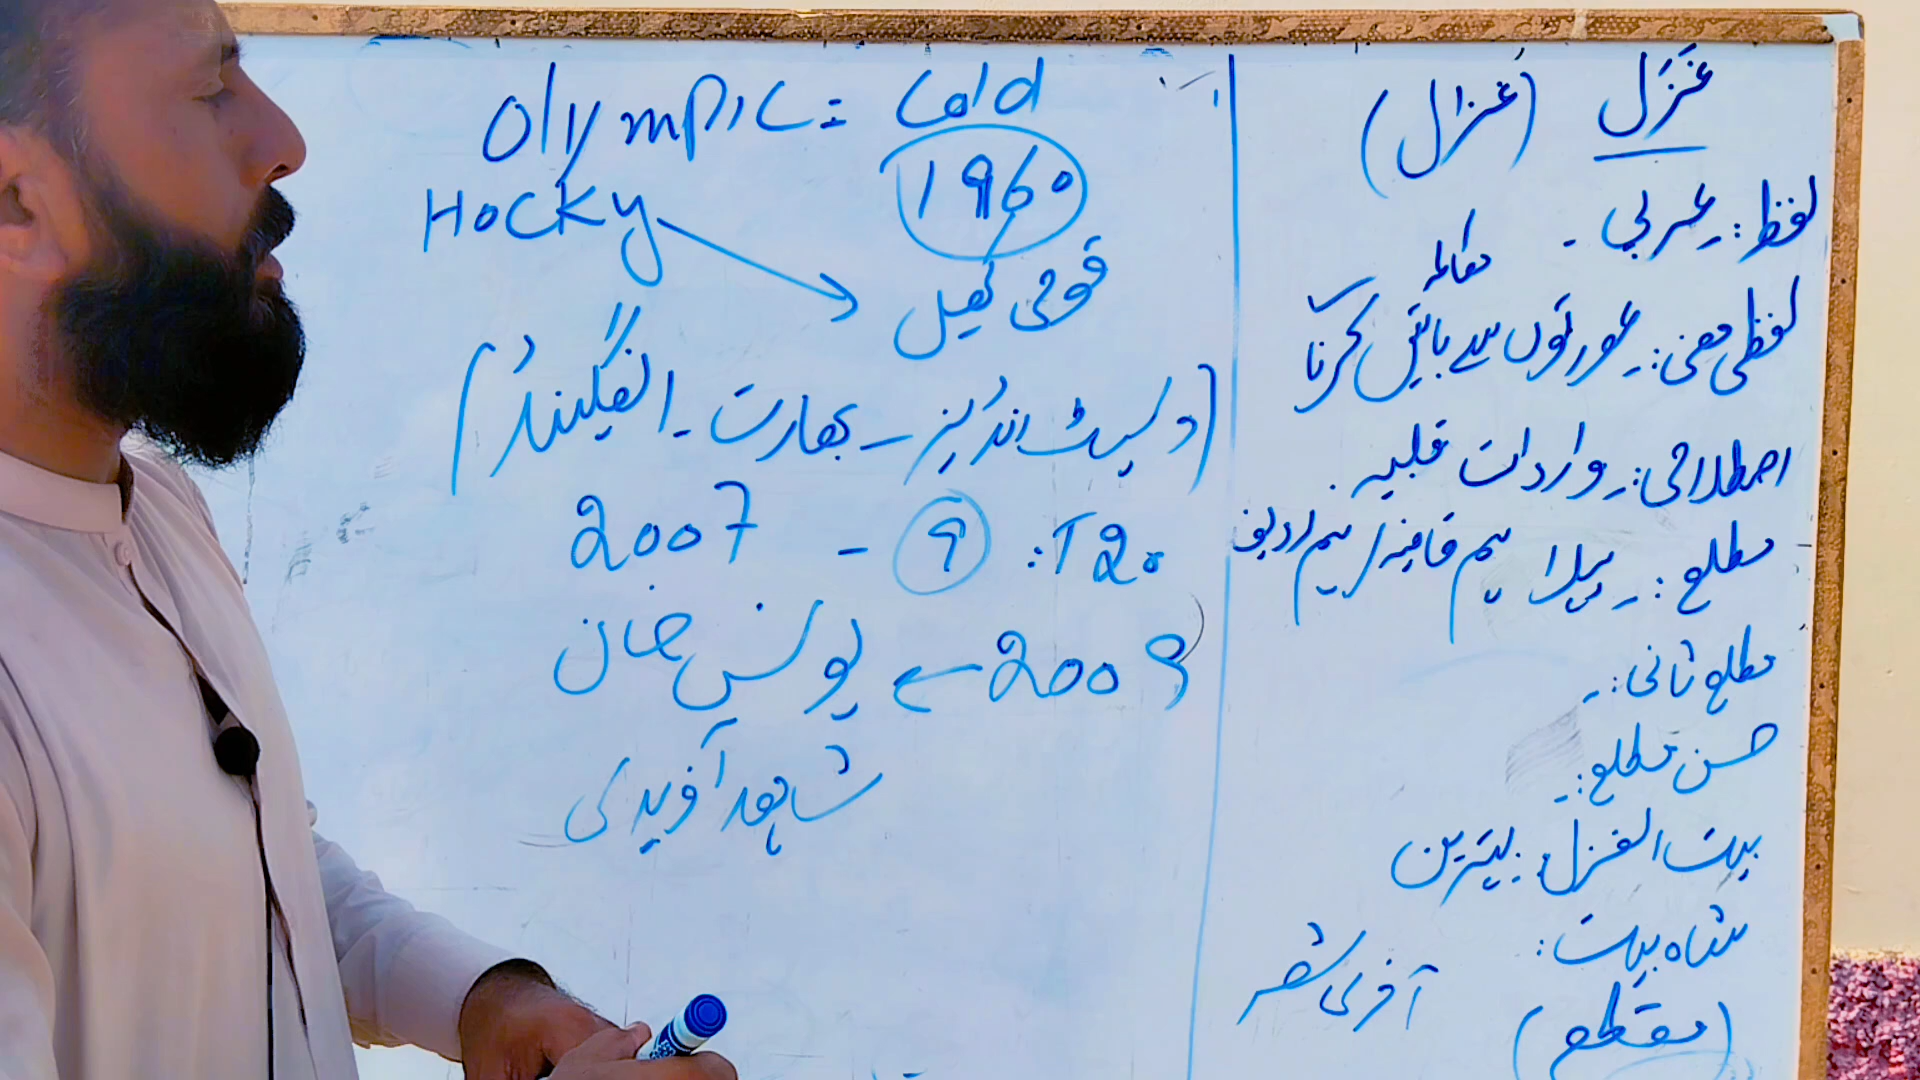 غَزَل (غزال)
لفظ:۔ عربی ۔
مکالمہ
لفظی معنی:۔ عورتوں سے باتیں کرنا
اصطلاحی:۔ واردات قلبیہ ۔
مطلع:۔ پہلا ہم قافیہ / ہم ردیف
مطلع ثانی:۔
حسن مطلع:۔
بیت الغزل: بہترین
شاہ بیت:
(مقطع) آخری شعر
Olympic = Gold
Hocky 1960
قومی کھیل
(ویسٹ انڈیز ۔ بھارت ۔ انگلینڈ)
T20: 9 - 2007
2009 ← یونس خان
شاہد آفریدی